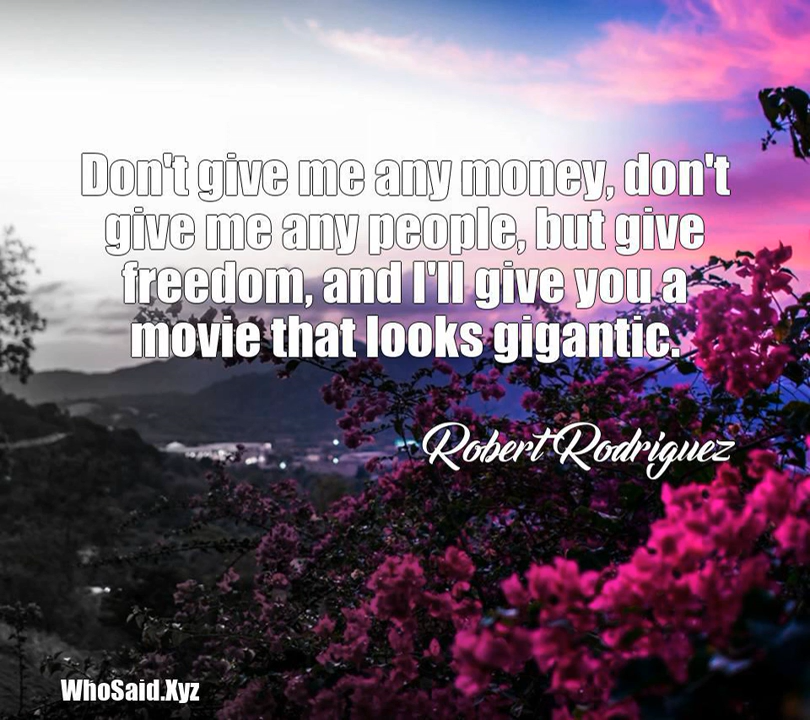 Don't give me any money, don't
give me any people, but give
freedom, and I'll give you a
movie that looks gigantic.
Robert Rodriguez
WhoSaid.Xyz